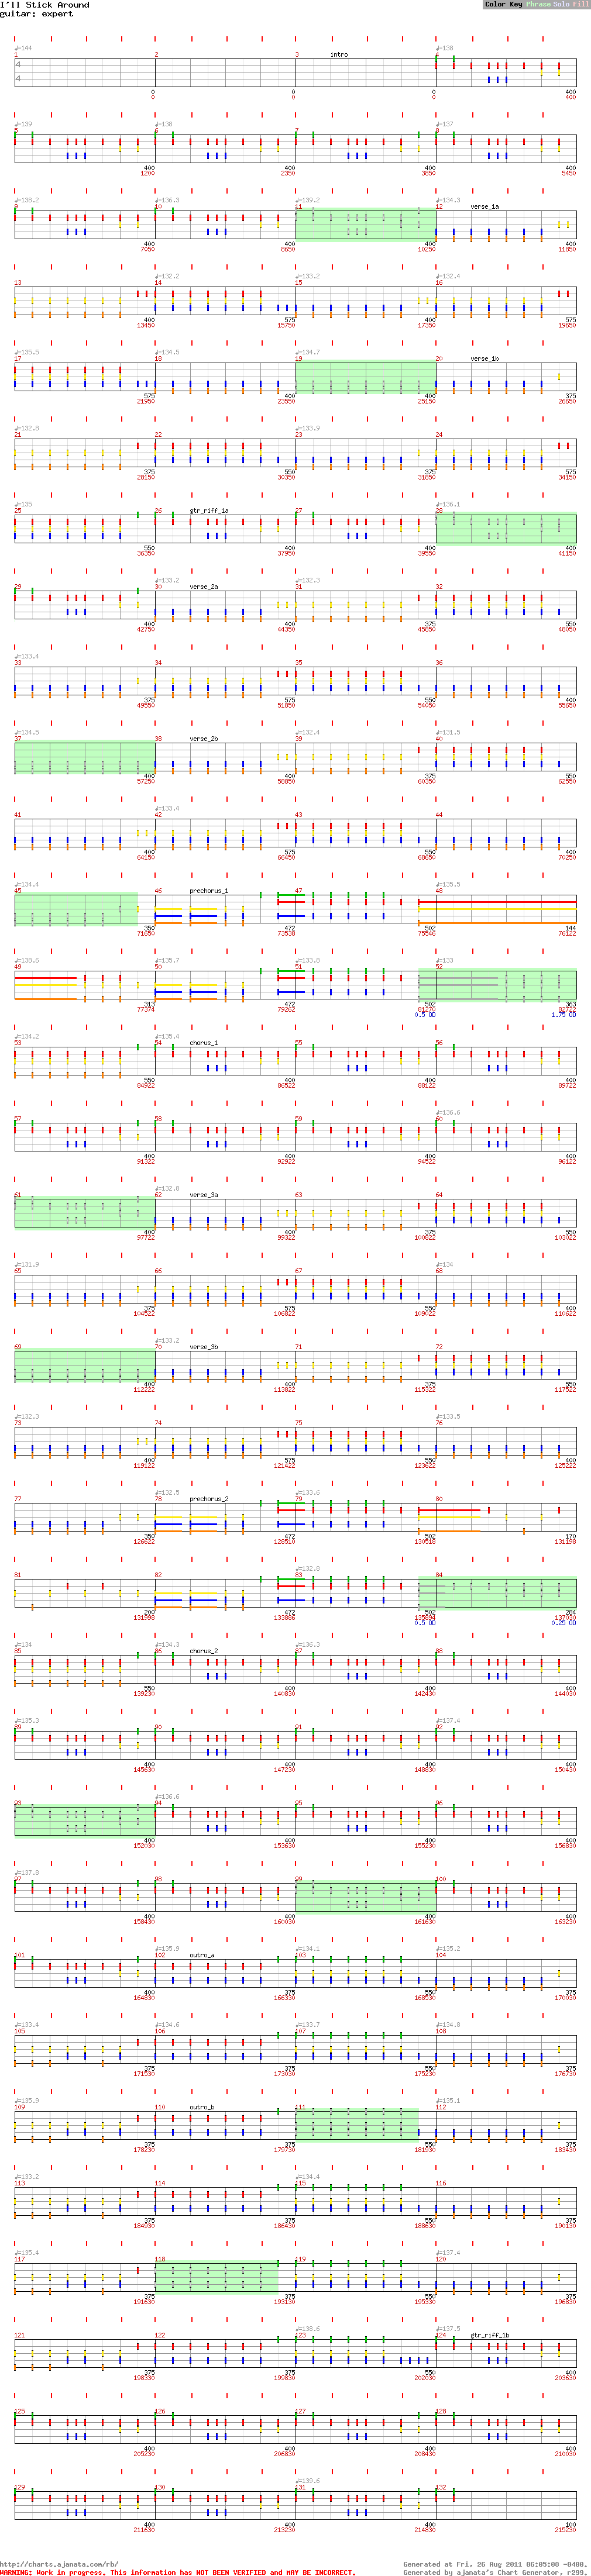 I'll Stick Around
guitar: expert
Color Key Phrase Solo Fill
♩=144 ♩=138
1 2 3 intro 4
0 0 0 400
♩=139 ♩=138 ♩=137
5 6 7 8
400 400 400 400
1200 2350 3850 5450
♩=138.2 ♩=136.3 ♩=139.2 ♩=134.3
9 10 11 12 verse_1a
400 400 400 400
7050 8650 10250 11850
♩=132.2 ♩=133.2 ♩=132.4
13 14 15 16
400 575 400 575
13450 15750 17350 19650
♩=135.5 ♩=134.5 ♩=134.7
17 18 19 20 verse_1b
575 400 400 375
21950 23550 25150 26650
♩=132.8 ♩=133.9
21 22 23 24
375 550 375 575
28150 30350 31850 34150
♩=135 ♩=136.1
25 26 gtr_riff_1a 27 28
550 400 400 400
36350 37950 39550 41150
♩=133.2 ♩=132.3
29 30 verse_2a 31 32
400 400 375 550
42750 44350 45850 48050
♩=133.4
33 34 35 36
375 575 550 400
49550 51850 54050 55650
♩=134.5 ♩=132.4 ♩=131.5
37 38 verse_2b 39 40
400 400 375 550
57250 58850 60350 62550
♩=133.4
41 42 43 44
400 575 550 400
64150 66450 68650 70250
♩=134.4 ♩=135.5
45 46 prechorus_1 47 48
350 472 502 144
71650 73538 75546 76122
♩=138.6 ♩=135.7 ♩=133.8 ♩=133
49 50 51 52
313 472 502 363
77374 79262 81270 82722
0.5 OD 1.75 OD
♩=134.2 ♩=135.4
53 54 chorus_1 55 56
550 400 400 400
84922 86522 88122 89722
♩=136.6
57 58 59 60
400 400 400 400
91322 92922 94522 96122
♩=132.8
61 62 verse_3a 63 64
400 400 375 550
97722 99322 100822 103022
♩=131.9 ♩=134
65 66 67 68
375 575 550 400
104522 106822 109022 110622
♩=133.2
69 70 verse_3b 71 72
400 400 375 550
112222 113822 115322 117522
♩=132.3 ♩=133.5
73 74 75 76
400 575 550 400
119122 121422 123622 125222
♩=132.5 ♩=133.6
77 78 prechorus_2 79 80
350 472 502 170
126622 128510 130518 131198
♩=132.8
81 82 83 84
200 472 502 284
131998 133886 135894 137030
0.5 OD 0.25 OD
♩=134 ♩=134.3 ♩=136.3
85 86 chorus_2 87 88
550 400 400 400
139230 140830 142430 144030
♩=135.3 ♩=137.4
89 90 91 92
400 400 400 400
145630 147230 148830 150430
♩=136.6
93 94 95 96
400 400 400 400
152030 153630 155230 156830
♩=137.8
97 98 99 100
400 400 400 400
158430 160030 161630 163230
♩=135.9 ♩=134.1 ♩=135.2
101 102 outro_a 103 104
400 375 550 375
164830 166330 168530 170030
♩=133.4 ♩=134.6 ♩=133.7 ♩=134.8
105 106 107 108
375 375 550 375
171530 173030 175230 176730
♩=135.9 ♩=135.1
109 110 outro_b 111 112
375 375 550 375
178230 179730 181930 183430
♩=133.2 ♩=134.4
113 114 115 116
375 375 550 375
184930 186430 188630 190130
♩=135.4 ♩=137.4
117 118 119 120
375 375 550 375
191630 193130 195330 196830
♩=138.6 ♩=137.5
121 122 123 124 gtr_riff_1b
375 375 550 400
198330 199830 202030 203630
125 126 127 128
400 400 400 400
205230 206830 208430 210030
♩=139.6
129 130 131 132
400 400 400 100
211630 213230 214830 215230
http://charts.ajanata.com/rb/ Generated at Fri, 26 Aug 2011 06:05:08 -0400.
WARNING: Work in progress. This information has NOT BEEN VERIFIED and MAY BE INCORRECT. Generated by ajanata's Chart Generator, r299.